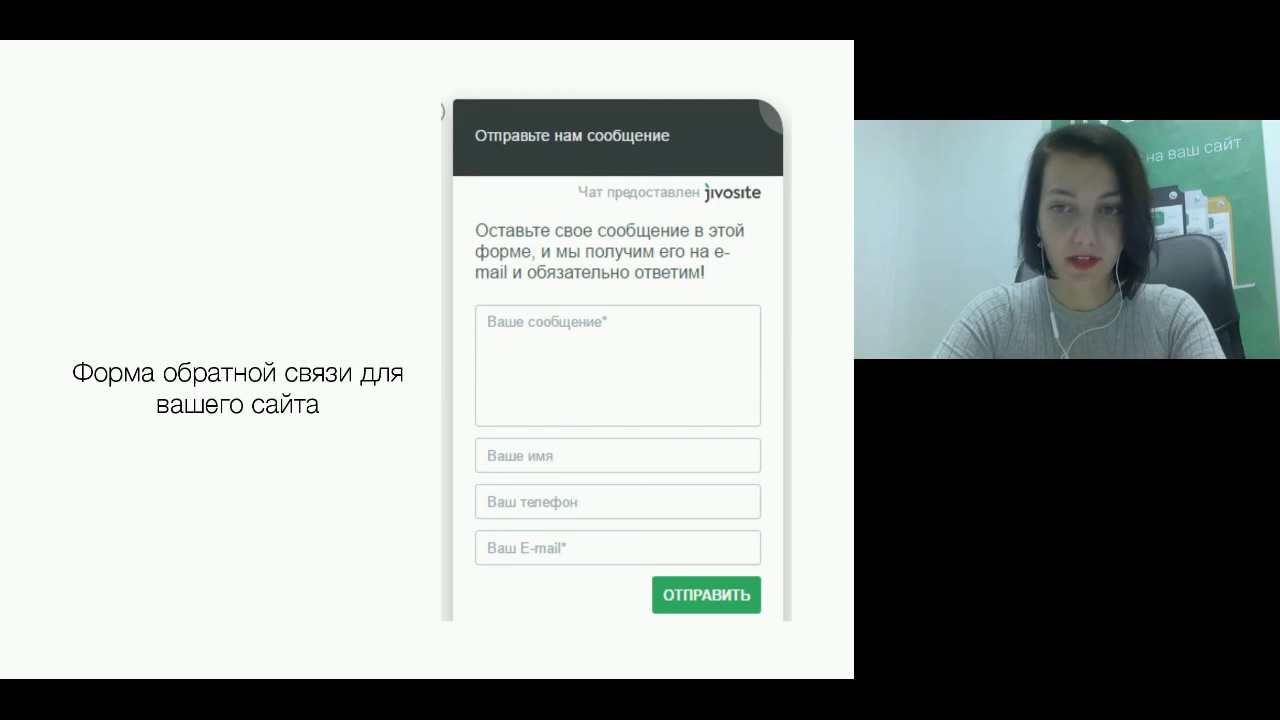 Форма обратной связи для
вашего сайта
Отправьте нам сообщение
Чат предоставлен jivosite
Оставьте свое сообщение в этой
форме, и мы получим его на e-
mail и обязательно ответим!
Ваше сообщение*
Ваше имя
Ваш телефон
Ваш E-mail*
ОТПРАВИТЬ
на ваш сайт